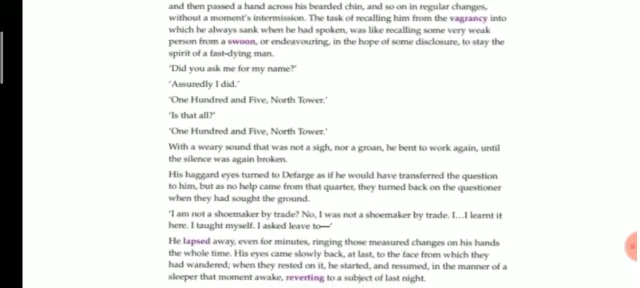 and then passed a hand across his bearded chin, and so on in regular changes,
without a moment's intermission. The task of recalling him from the vagrancy into
which he always sank when he had spoken, was like recalling some very weak
person from a swoon, or endeavouring, in the hope of some disclosure, to stay the
spirit of a fast-dying man.
'Did you ask me for my name?'
'Assuredly I did.'
'One Hundred and Five, North Tower.'
'Is that all?'
'One Hundred and Five, North Tower.'
With a weary sound that was not a sigh, nor a groan, he bent to work again, until
the silence was again broken.
His haggard eyes turned to Defarge as if he would have transferred the question
to him, but as no help came from that quarter, they turned back on the questioner
when they had sought the ground.
'I am not a shoemaker by trade? No, I was not a shoemaker by trade. I...I learnt it
here. I taught myself. I asked leave to—'
He lapsed away, even for minutes, ringing those measured changes on his hands
the whole time. His eyes came slowly back, at last, to the face from which they
had wandered; when they rested on it, he started, and resumed, in the manner of a
sleeper that moment awake, reverting to a subject of last night.